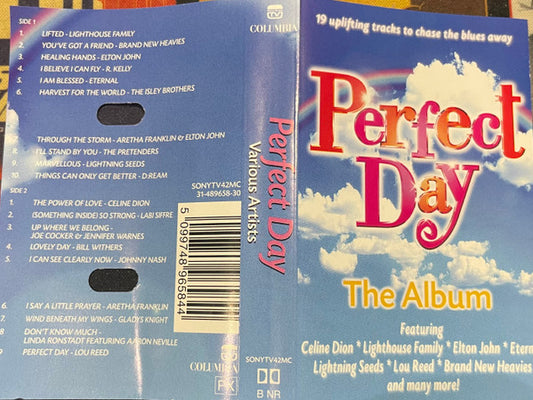 SIDE 1
1. LIFTED - LIGHTHOUSE FAMILY
2. YOU'VE GOT A FRIEND - BRAND NEW HEAVIES
3. HEALING HANDS - ELTON JOHN
4. I BELIEVE I CAN FLY - R. KELLY
5. I AM BLESSED - ETERNAL
6. HARVEST FOR THE WORLD - THE ISLEY BROTHERS
THROUGH THE STORM - ARETHA FRANKLIN & ELTON JOHN
8. I'LL STAND BY YOU - THE PRETENDERS
9. MARVELLOUS - LIGHTNING SEEDS
10. THINGS CAN ONLY GET BETTER - D:REAM
SIDE 2
THE POWER OF LOVE - CELINE DION
2. (SOMETHING INSIDE) SO STRONG - LABI SIFFRE
3. UP WHERE WE BELONG -
JOE COCKER & JENNIFER WARNES
4. LOVELY DAY - BILL WITHERS
5. I CAN SEE CLEARLY NOW - JOHNNY NASH
6. I SAY A LITTLE PRAYER - ARETHA FRANKLIN
7. WIND BENEATH MY WINGS - GLADYS KNIGHT
8 DON'T KNOW MUCH -
LINDA RONSTADT FEATURING AARON NEVILLE
9 PERFECT DAY - LOU REED
SONYTV42MC
31-489658-30
5 099748 965844
COLUMBIA
PX
COLUMBIA
Perfect Day
Various Artists
SONYTV42MC
B NR
19 uplifting tracks to chase the blues away
Perfect
Day
The Album
Featuring
Celine Dion * Lighthouse Family * Elton John * Etern
Lightning Seeds * Lou Reed * Brand New Heavies
and many more!